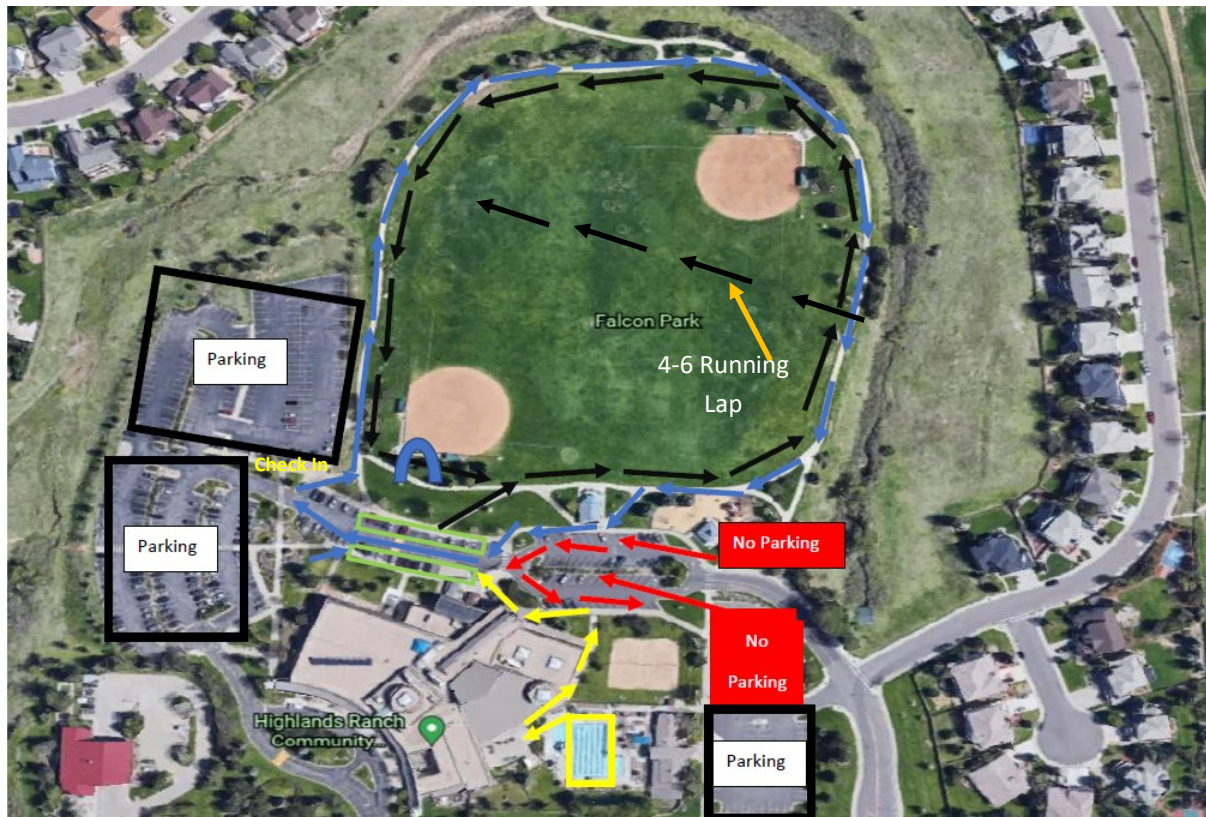 Falcon Park
4-6 Running
Lap
Parking
Check In
Parking
No Parking
No
Parking
Highlands Ranch
Community...
Parking